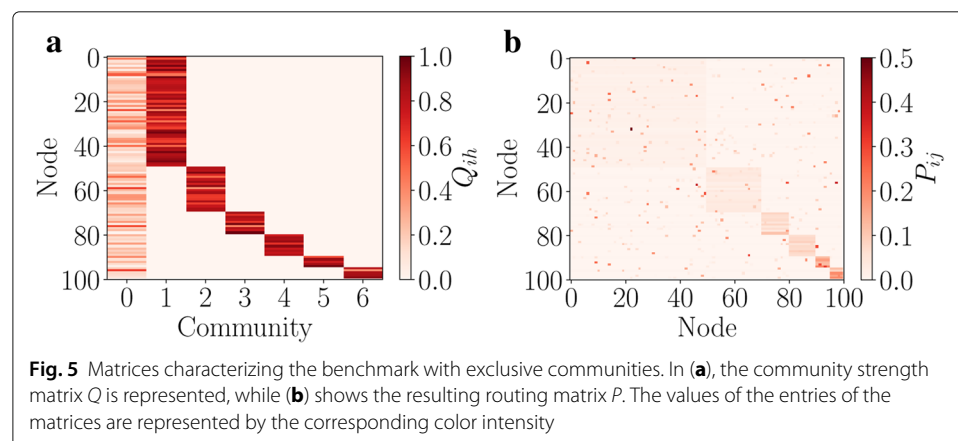 a
0
20
40
60
80
100
Node
0 1 2 3 4 5 6
Community
1.0
0.8
0.6
0.4
0.2
0.0
Q_{ih}
b
0
20
40
60
80
100
Node
0 20 40 60 80 100
Node
0.5
0.4
0.3
0.2
0.1
0.0
P_{ij}
Fig. 5 Matrices characterizing the benchmark with exclusive communities. In (a), the community strength
matrix Q is represented, while (b) shows the resulting routing matrix P. The values of the entries of the
matrices are represented by the corresponding color intensity